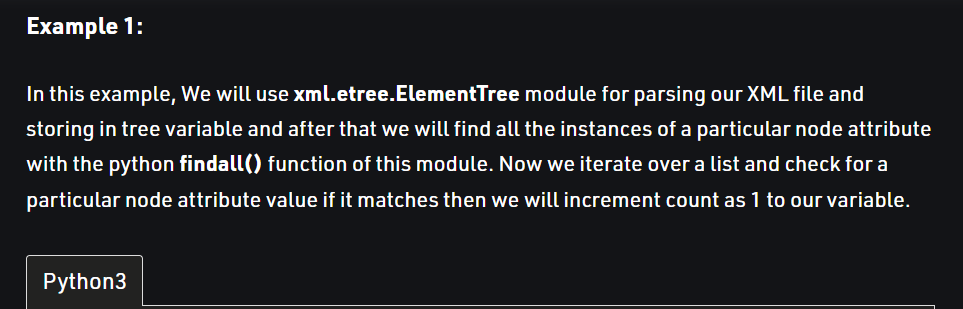 Example 1:
In this example, We will use xml.etree.ElementTree module for parsing our XML file and
storing in tree variable and after that we will find all the instances of a particular node attribute
with the python findall() function of this module. Now we iterate over a list and check for a
particular node attribute value if it matches then we will increment count as 1 to our variable.
Python3